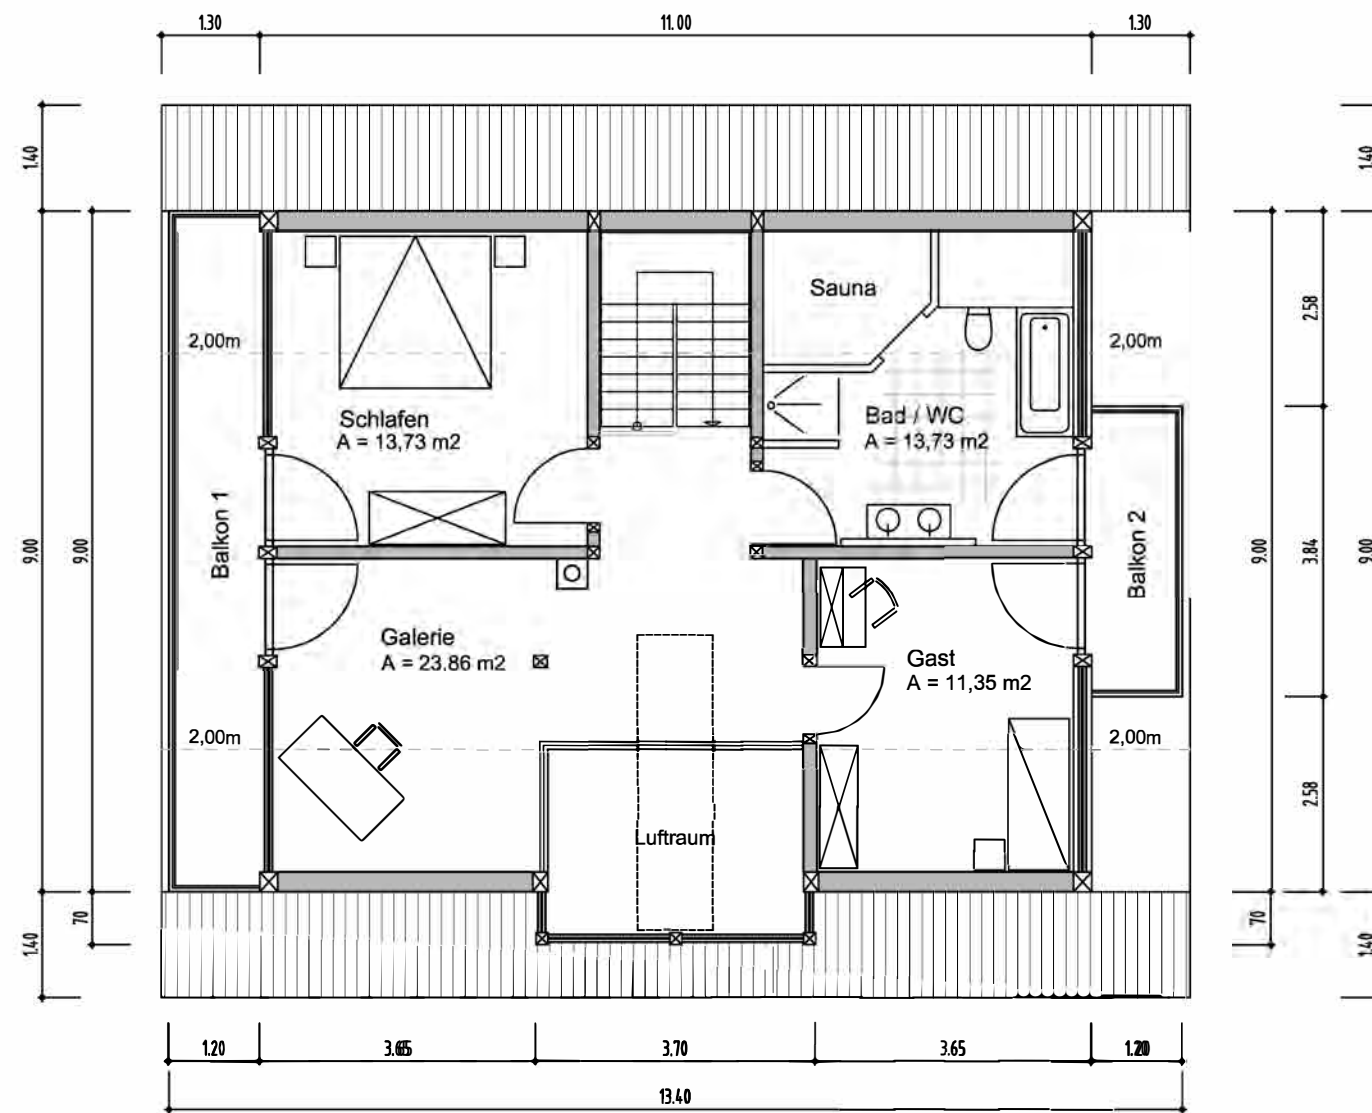 1.30
11.00
1.30
1.40
1.40
Sauna
2.58
2,00m
2,00m
Schlafen
A = 13,73 m2
Bad / WC
A = 13,73 m2
Balkon 1
Balkon 2
9.00
9.00
9.00
3.84
9.00
Galerie
A = 23.86 m2
Gast
A = 11,35 m2
2,00m
2,00m
2.58
Luftraum
70
70
1.40
1.40
1.20
3.65
3.70
3.65
1.20
13.40